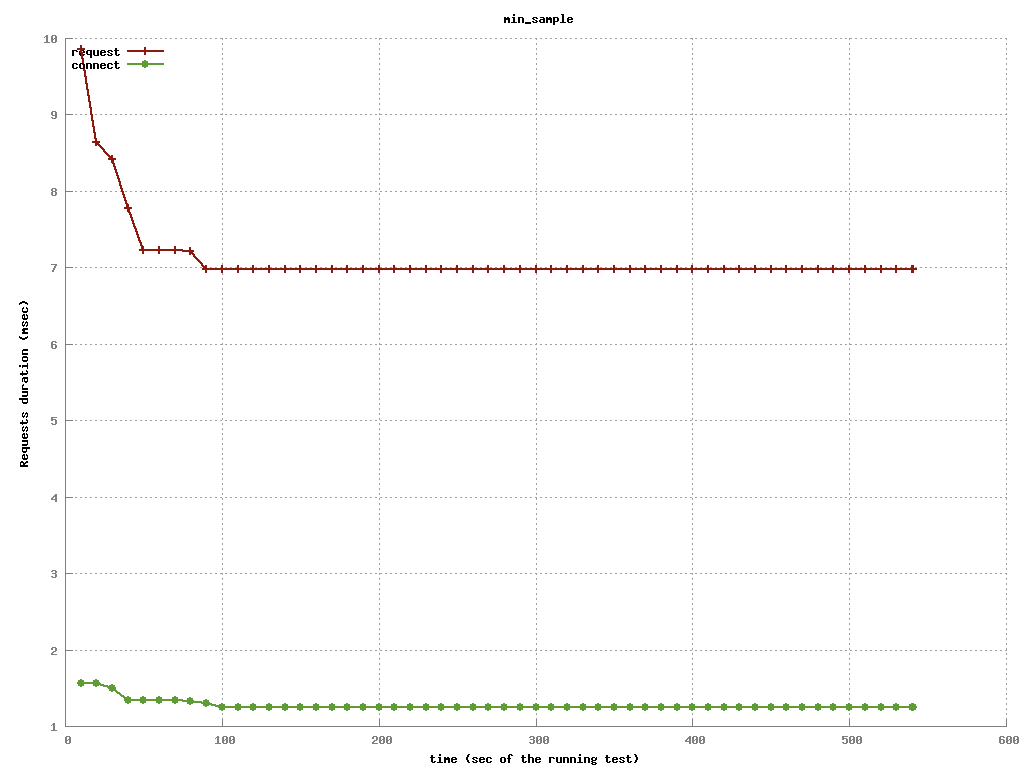 min_sample
10
request
connect
9
8
7
6
5
4
3
2
1
Requests duration (msec)
0 100 200 300 400 500 600
time (sec of the running test)